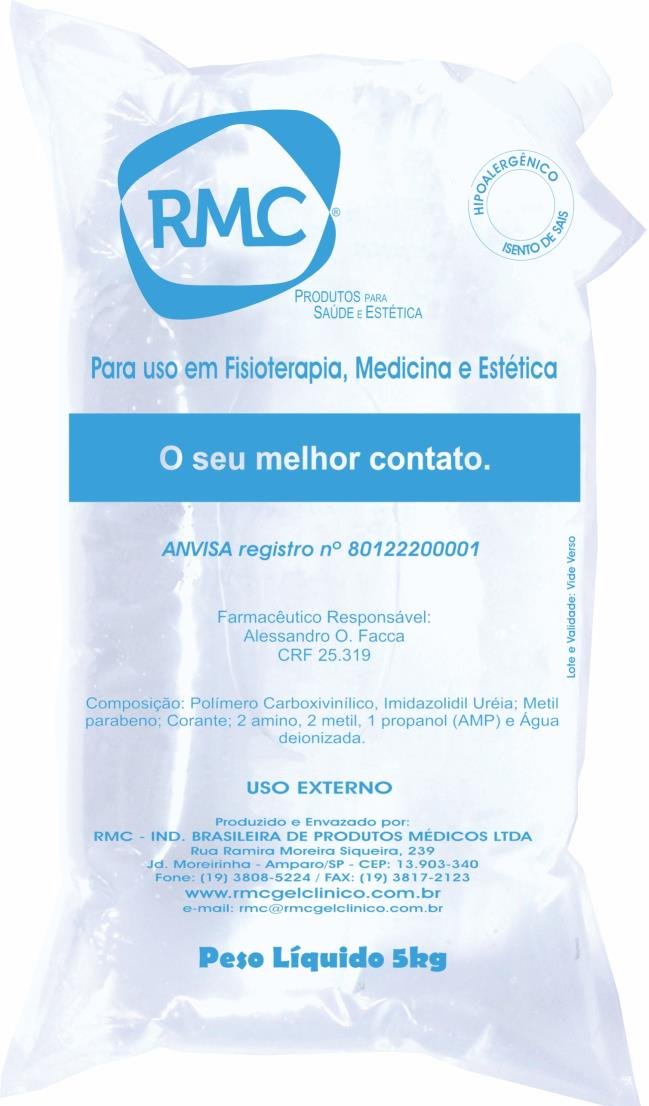 RMC®
PRODUTOS PARA
SAÚDE E ESTÉTICA
HIPOALERGÊNICO
ISENTO DE SAIS
Para uso em Fisioterapia, Medicina e Estética
O seu melhor contato.
ANVISA registro nº 80122200001
Lote e Validade: Vide Verso
Farmacêutico Responsável:
Alessandro O. Facca
CRF 25.319
Composição: Polímero Carboxivinílico, Imidazolidil Uréia; Metil
parabeno; Corante; 2 amino, 2 metil, 1 propanol (AMP) e Água
deionizada.
USO EXTERNO
Produzido e Envazado por:
RMC - IND. BRASILEIRA DE PRODUTOS MÉDICOS LTDA
Rua Ramira Moreira Siqueira, 239
Jd. Moreirinha - Amparo/SP - CEP: 13.903-340
Fone: (19) 3808-5224 / FAX: (19) 3817-2123
www.rmcgelclinico.com.br
e-mail: rmc@rmcgelclinico.com.br
Peso Líquido 5kg